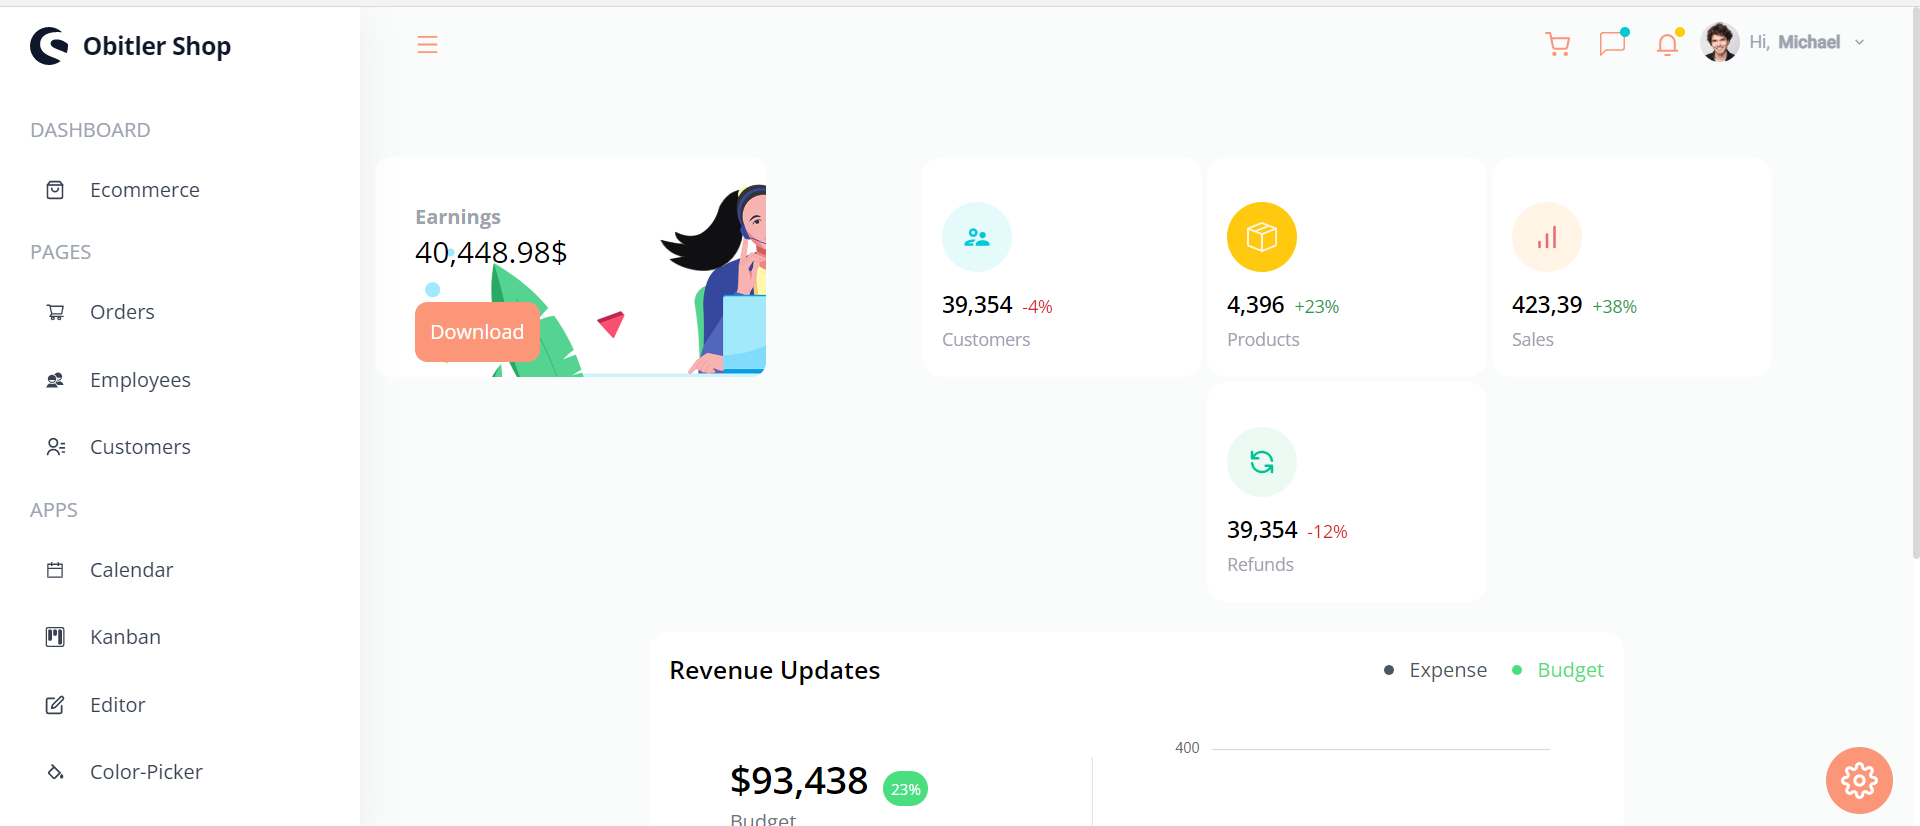 Obitler Shop
Hi, Michael
DASHBOARD
Ecommerce
PAGES
Orders
Employees
Customers
APPS
Calendar
Kanban
Editor
Color-Picker
Earnings
40,448.98$
Download
39,354 -4%
Customers
4,396 +23%
Products
423,39 +38%
Sales
39,354 -12%
Refunds
Revenue Updates
Expense
Budget
$93,438 23%
Budget
400